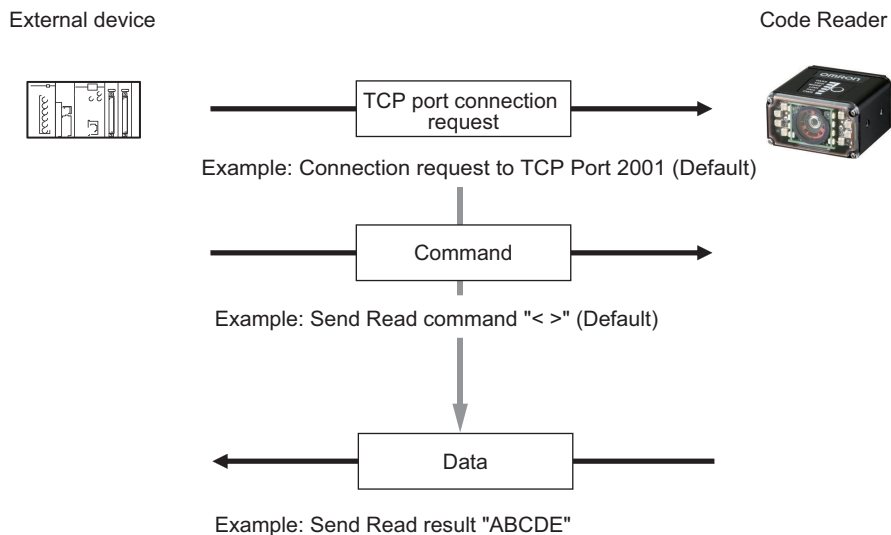 External device
Code Reader
OMRON
TCP port connection
request
Example: Connection request to TCP Port 2001 (Default)
Command
Example: Send Read command "< >" (Default)
Data
Example: Send Read result "ABCDE"